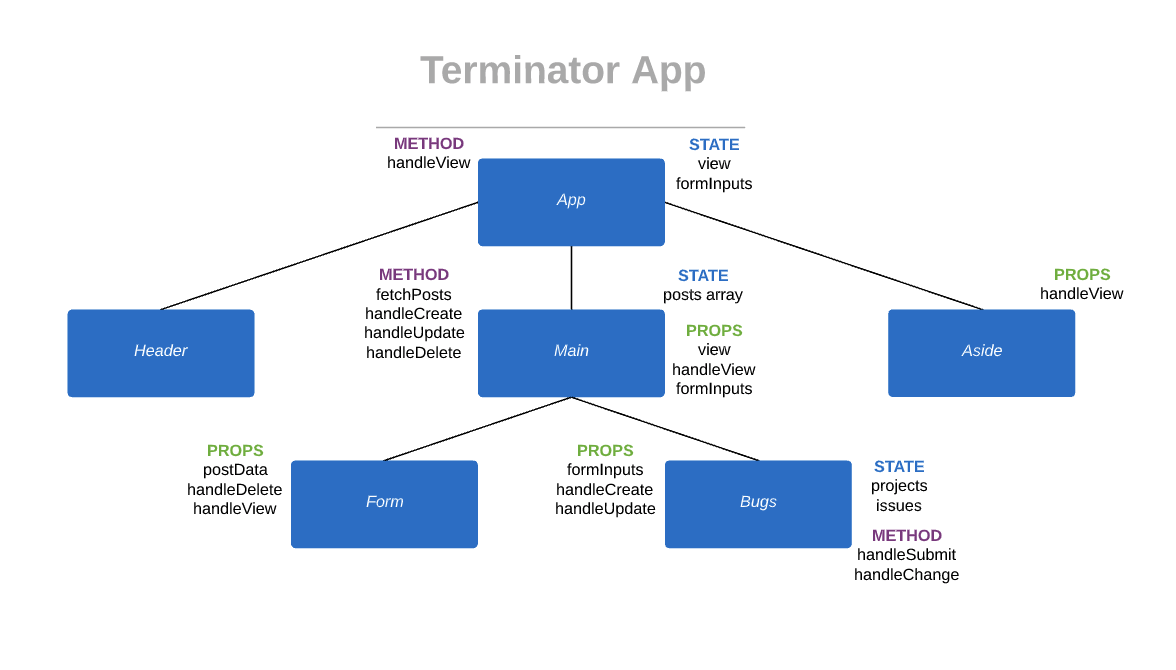 Terminator App
METHOD
handleView
STATE
view
formInputs
App
METHOD
fetchPosts
handleCreate
handleUpdate
handleDelete
STATE
posts array
PROPS
view
handleView
formInputs
PROPS
handleView
Header
Main
Aside
PROPS
postData
handleDelete
handleView
Form
PROPS
formInputs
handleCreate
handleUpdate
Bugs
STATE
projects
issues
METHOD
handleSubmit
handleChange